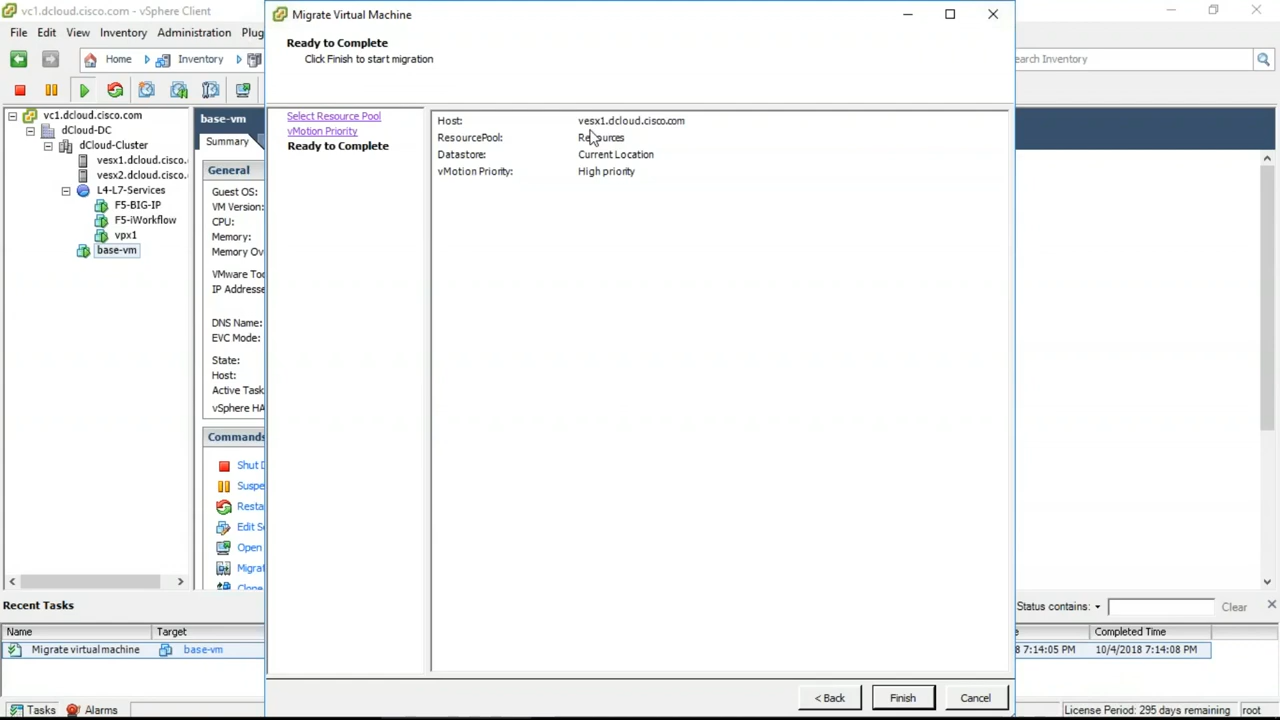 vc1.dcloud.cisco.com - vSphere Client
File Edit View Inventory Administration Plug
Home Inventory
earch Inventory
vc1.dcloud.cisco.com
dCloud-DC
dCloud-Cluster
vesx1.dcloud.cisco.
vesx2.dcloud.cisco.
L4-L7-Services
F5-BIG-IP
F5-iWorkflow
vpx1
base-vm
base-vm
Summary
General
Guest OS:
VM Version:
CPU:
Memory:
Memory Ov
VMware Too
IP Addresse
DNS Name:
EVC Mode:
State:
Host:
Active Task
vSphere HA
Commands
Shut D
Suspe
Resta
Edit Se
Open
Migrat
Clone
Migrate Virtual Machine
Ready to Complete
Click Finish to start migration
Select Resource Pool
vMotion Priority
Ready to Complete
Host: vesx1.dcloud.cisco.com
ResourcePool: Resources
Datastore: Current Location
vMotion Priority: High priority
< Back Finish Cancel
Recent Tasks
Status contains: Clear
Name Target
e Completed Time
Migrate virtual machine base-vm
8 7:14:05 PM 10/4/2018 7:14:08 PM
Tasks Alarms
License Period: 295 days remaining root